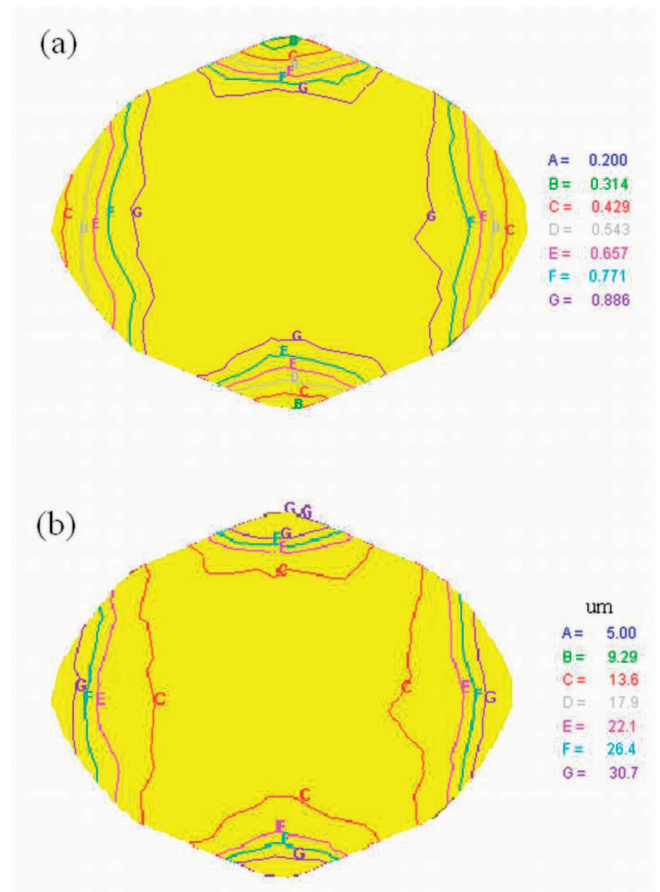 (a)
B
C
D
E
F
G
C
D
E
F
G
G
F
E
D
C
G
F
E
D
C
B
A = 0.200
B = 0.314
C = 0.429
D = 0.543
E = 0.657
F = 0.771
G = 0.886
(b)
G G
G
F
E
C
G
F
E
C
C
E
F
G
C
E
F
G
um
A = 5.00
B = 9.29
C = 13.6
D = 17.9
E = 22.1
F = 26.4
G = 30.7